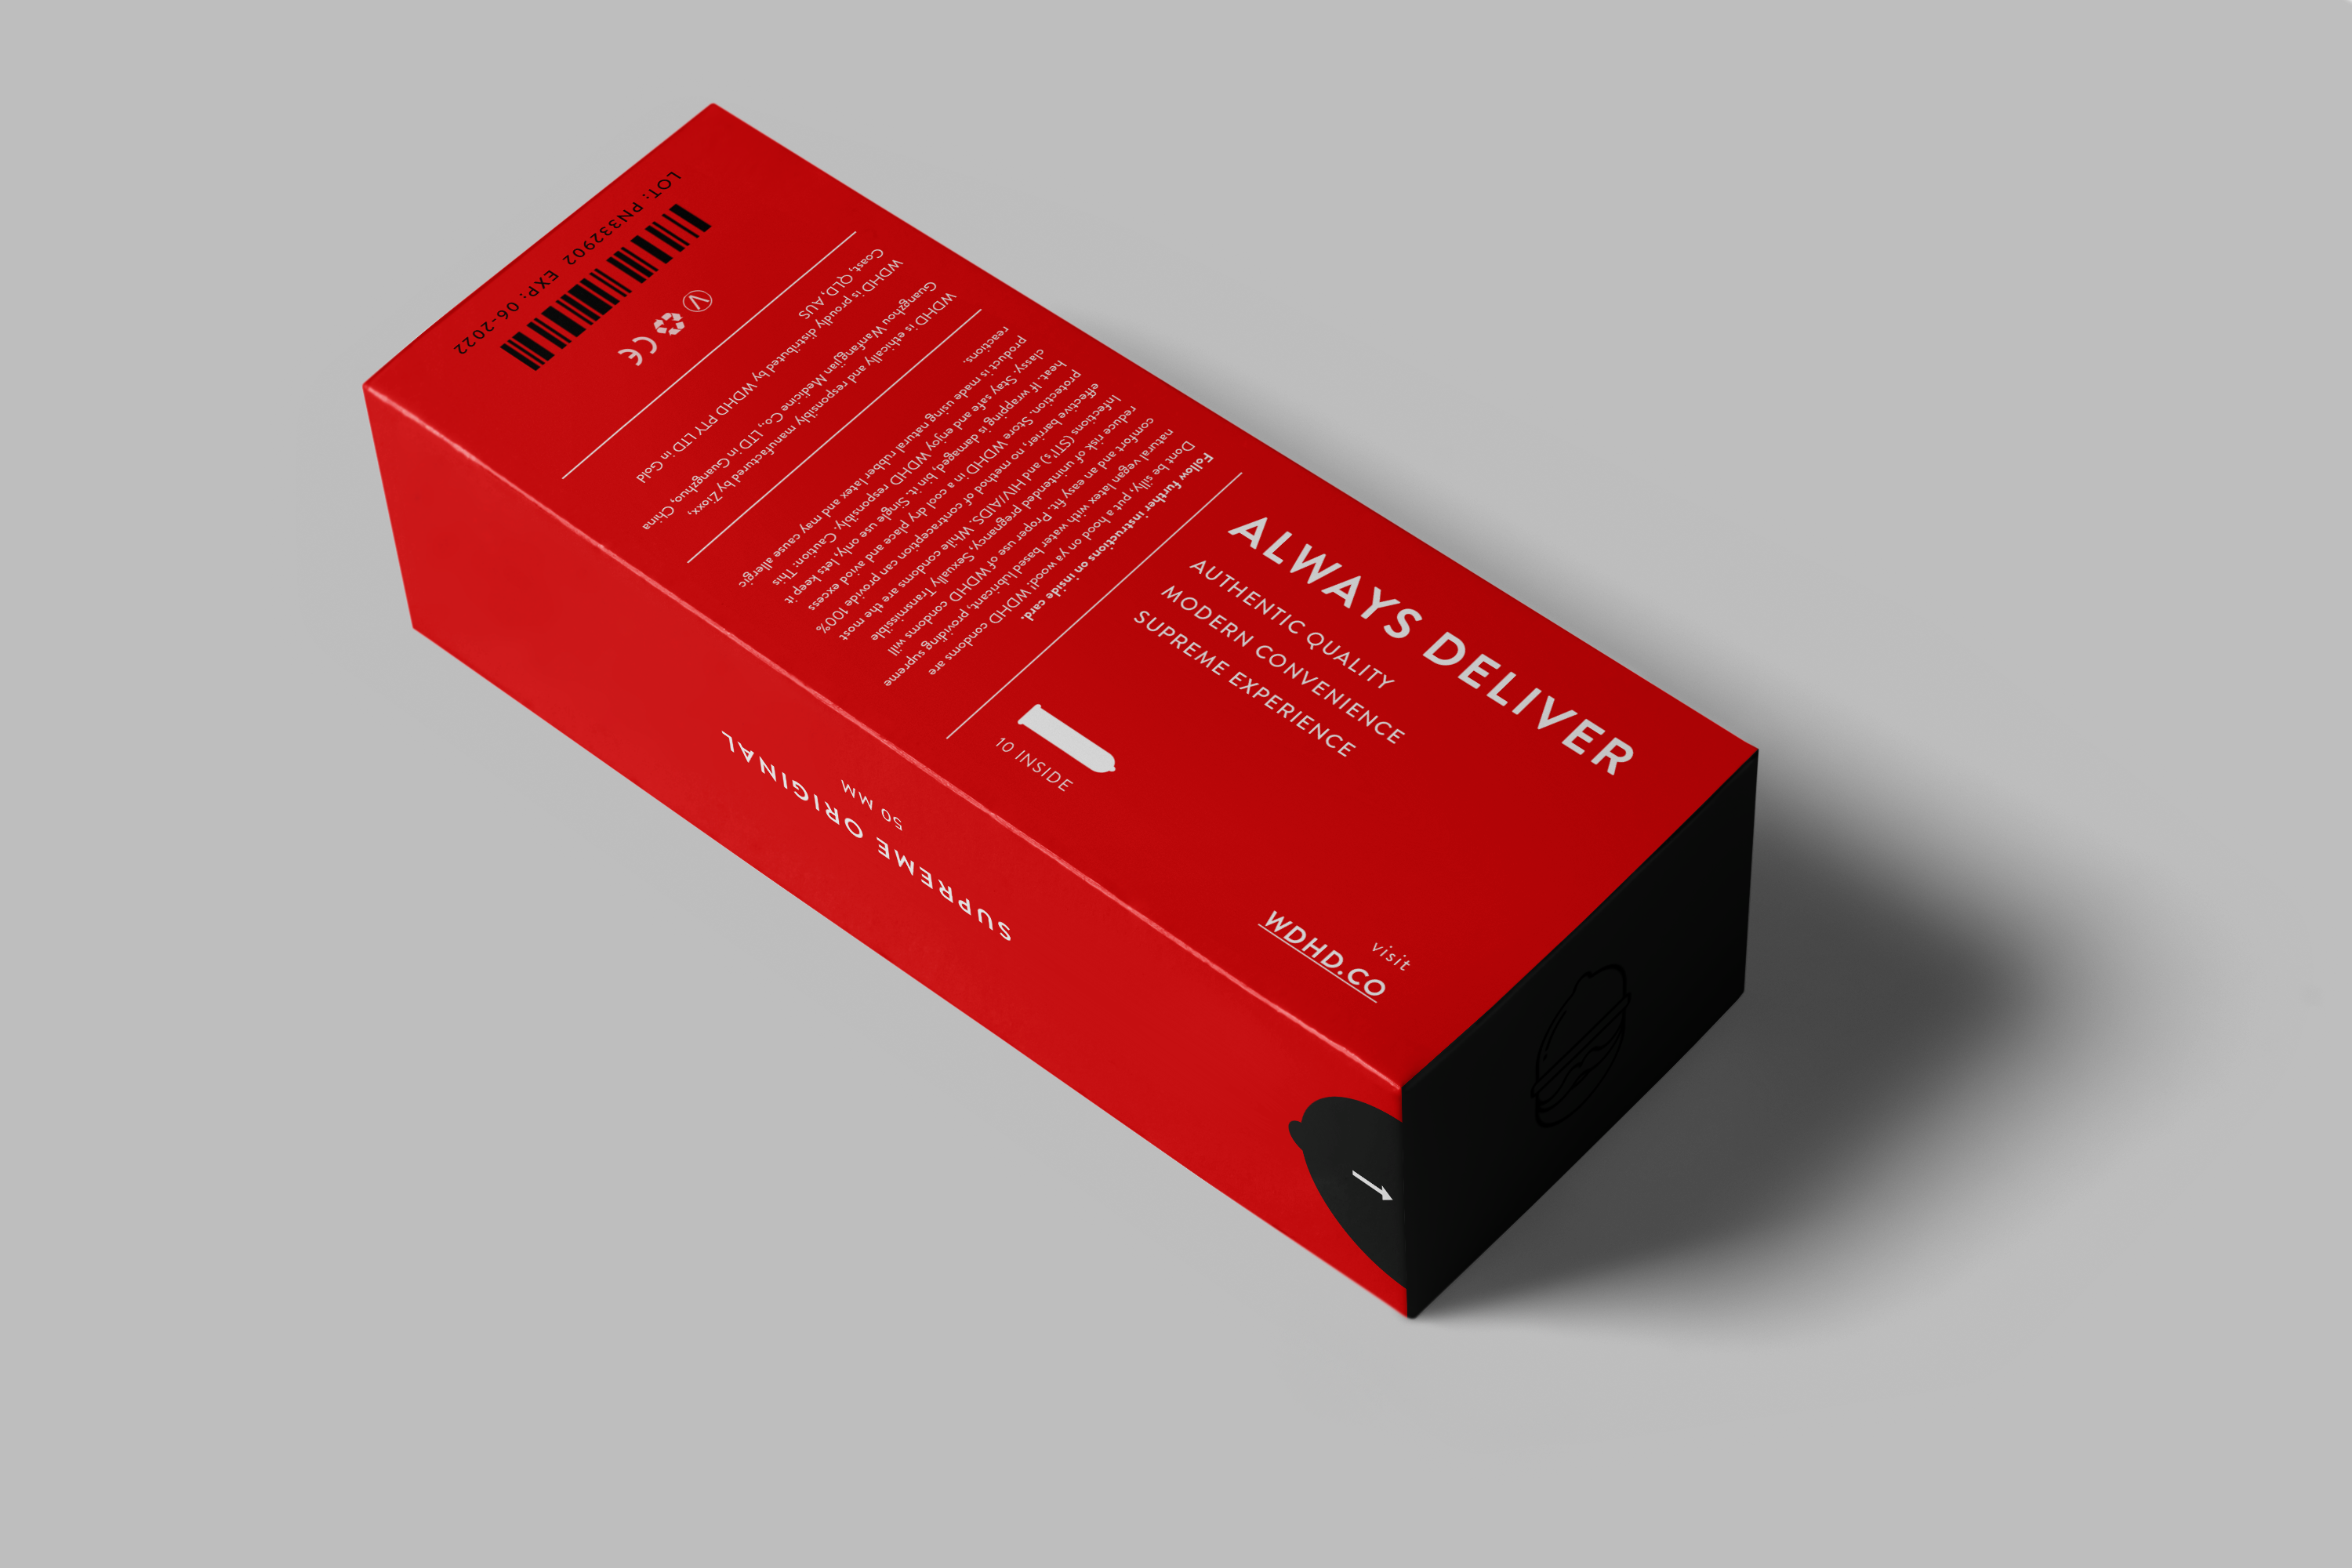 ALWAYS DELIVER
AUTHENTIC QUALITY
MODERN CONVENIENCE
SUPREME EXPERIENCE
10 INSIDE
visit
WDHD.CO
Follow further instructions on inside card.
Dont be silly, put a hood on ya wood! WDHD condoms are
natural vegan latex with water based lubricant, providing supreme
comfort and an easy fit. Proper use of WDHD condoms will
reduce risk of unintended pregnancy, Sexually Transmissible
Infections (STI's) and HIV/AIDS. While condoms are the most
effective barrier, no method of contraception can provide 100%
protection. Store WDHD in a cool dry place and aviod excess
heat. If wrapping is damaged, bin it. Single use only, lets keep it
classy. Stay safe and enjoy WDHD responsibly. Caution: This
product is made using natural rubber latex and may cause allergic
reactions.
WDHD is ethically and responsibly manufactured by Zioxx,
Guangzhou Wanfangjian Medicine Co., LTD in Guangzhuo, China
WDHD is proudly distributed by WDHD PTY LTD in Gold
Coast, QLD, AUS
CE
LOT: PN332902 EXP: 06-2022
SUPREME ORIGINAL
50 MM